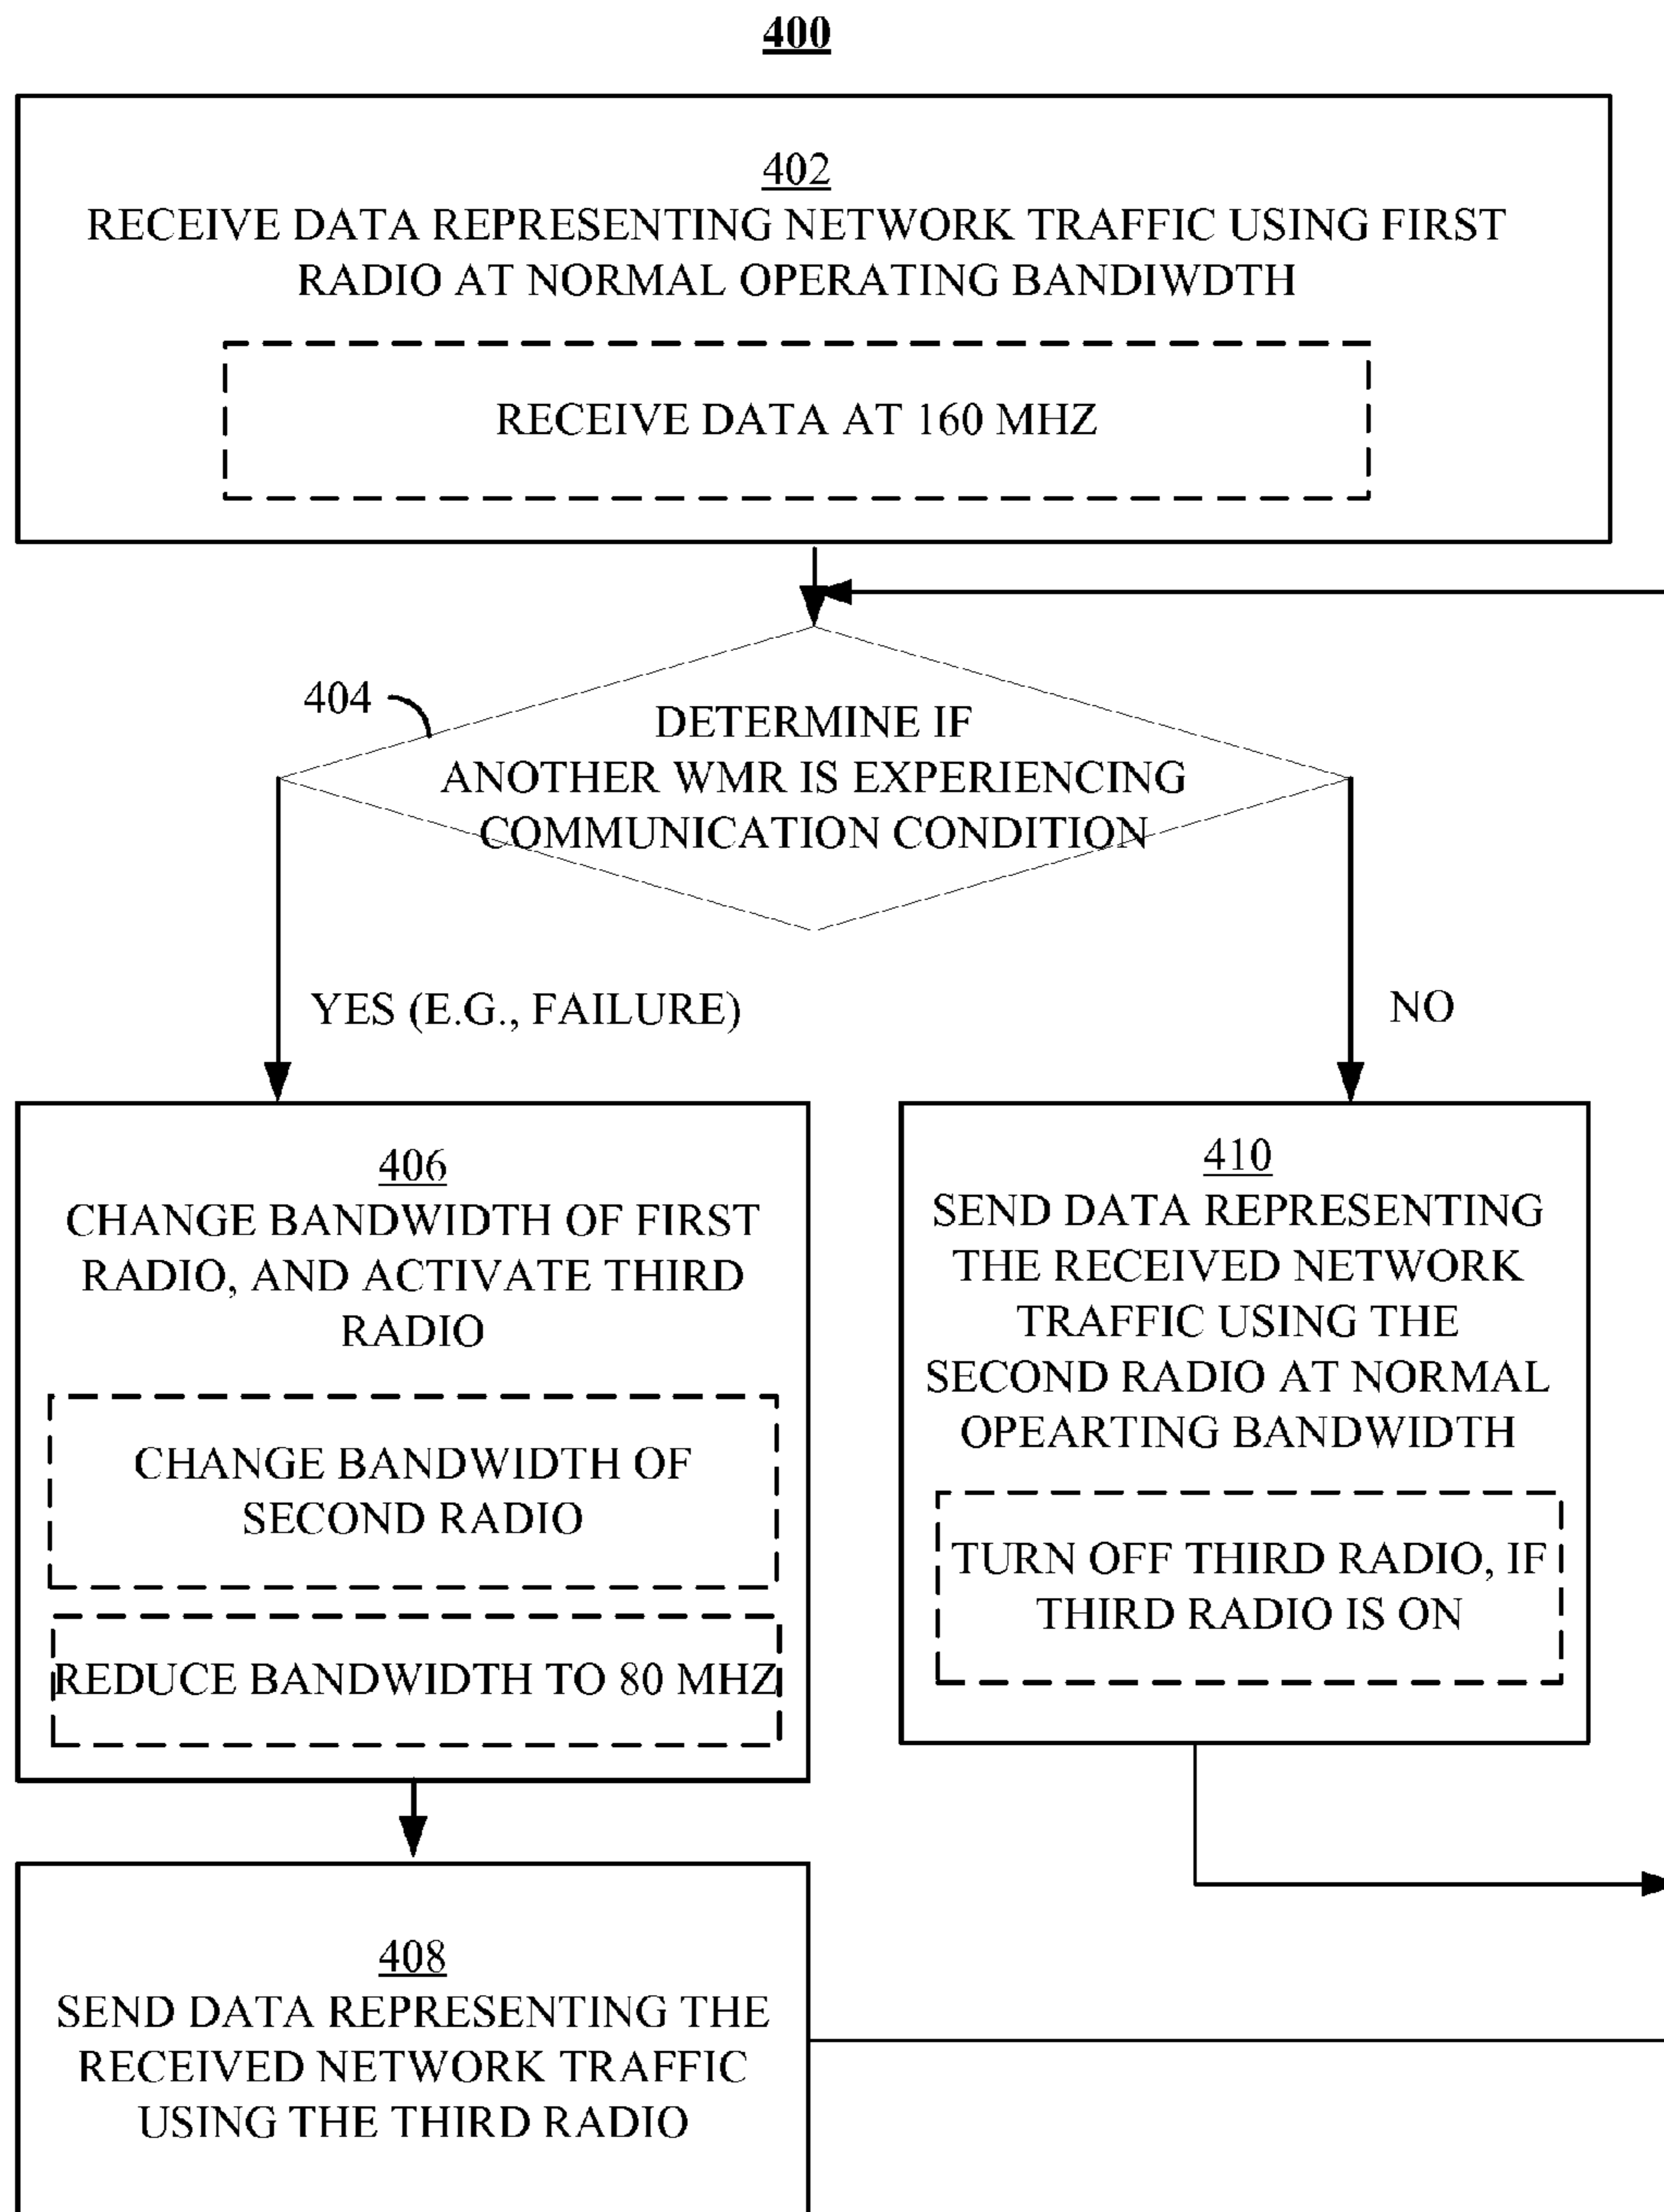 400
402
RECEIVE DATA REPRESENTING NETWORK TRAFFIC USING FIRST
RADIO AT NORMAL OPERATING BANDIWDTH
RECEIVE DATA AT 160 MHZ
404
DETERMINE IF
ANOTHER WMR IS EXPERIENCING
COMMUNICATION CONDITION
YES (E.G., FAILURE)
NO
406
CHANGE BANDWIDTH OF FIRST
RADIO, AND ACTIVATE THIRD
RADIO
CHANGE BANDWIDTH OF
SECOND RADIO
REDUCE BANDWIDTH TO 80 MHZ
410
SEND DATA REPRESENTING
THE RECEIVED NETWORK
TRAFFIC USING THE
SECOND RADIO AT NORMAL
OPEARTING BANDWIDTH
TURN OFF THIRD RADIO, IF
THIRD RADIO IS ON
408
SEND DATA REPRESENTING THE
RECEIVED NETWORK TRAFFIC
USING THE THIRD RADIO